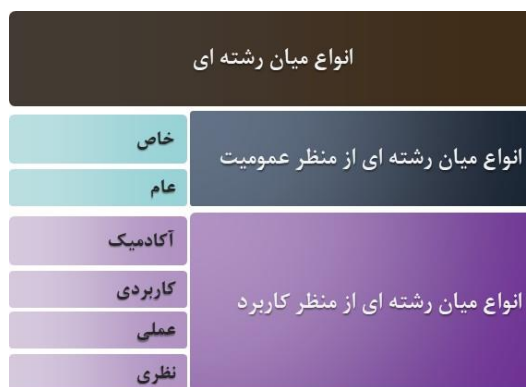 انواع میان رشته ای
انواع میان رشته ای از منظر عمومیت
خاص
عام
انواع میان رشته ای از منظر کاربرد
آکادمیک
کاربردی
عملی
نظری